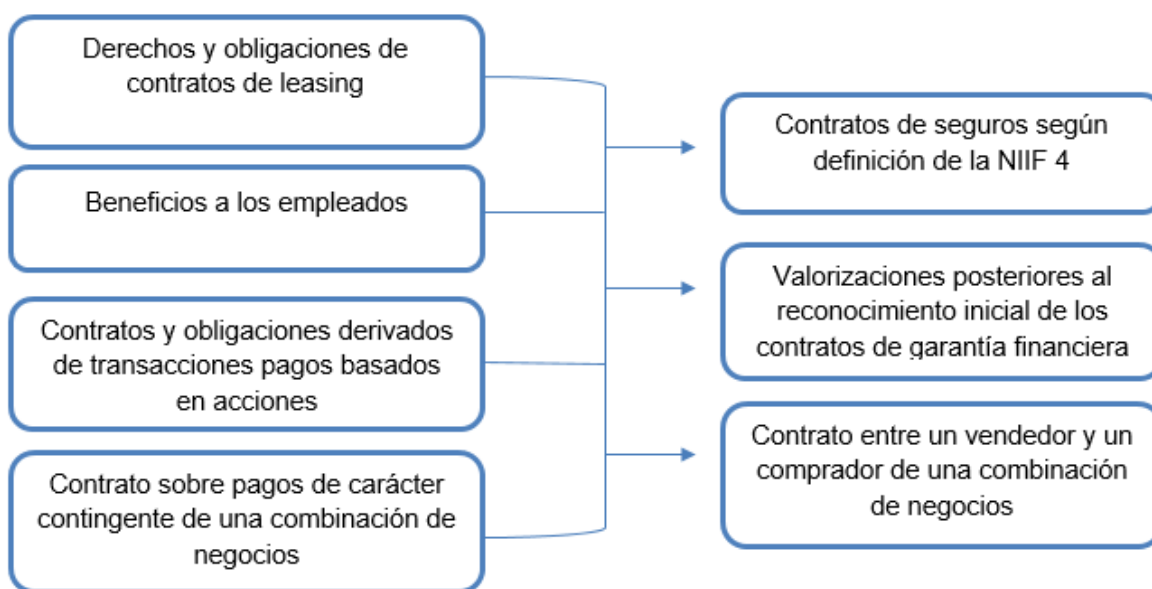 Derechos y obligaciones de
contratos de leasing
Beneficios a los empleados
Contratos y obligaciones derivados
de transacciones pagos basados
en acciones
Contrato sobre pagos de carácter
contingente de una combinación de
negocios
Contratos de seguros según
definición de la NIIF 4
Valorizaciones posteriores al
reconocimiento inicial de los
contratos de garantía financiera
Contrato entre un vendedor y un
comprador de una combinación
de negocios